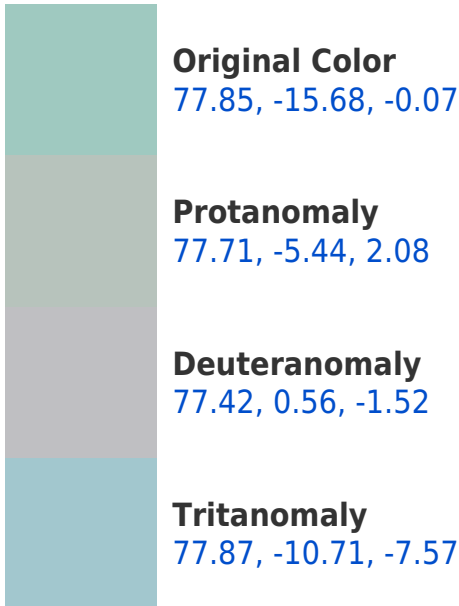 Original Color
77.85, -15.68, -0.07
Protanomaly
77.71, -5.44, 2.08
Deuteranomaly
77.42, 0.56, -1.52
Tritanomaly
77.87, -10.71, -7.57